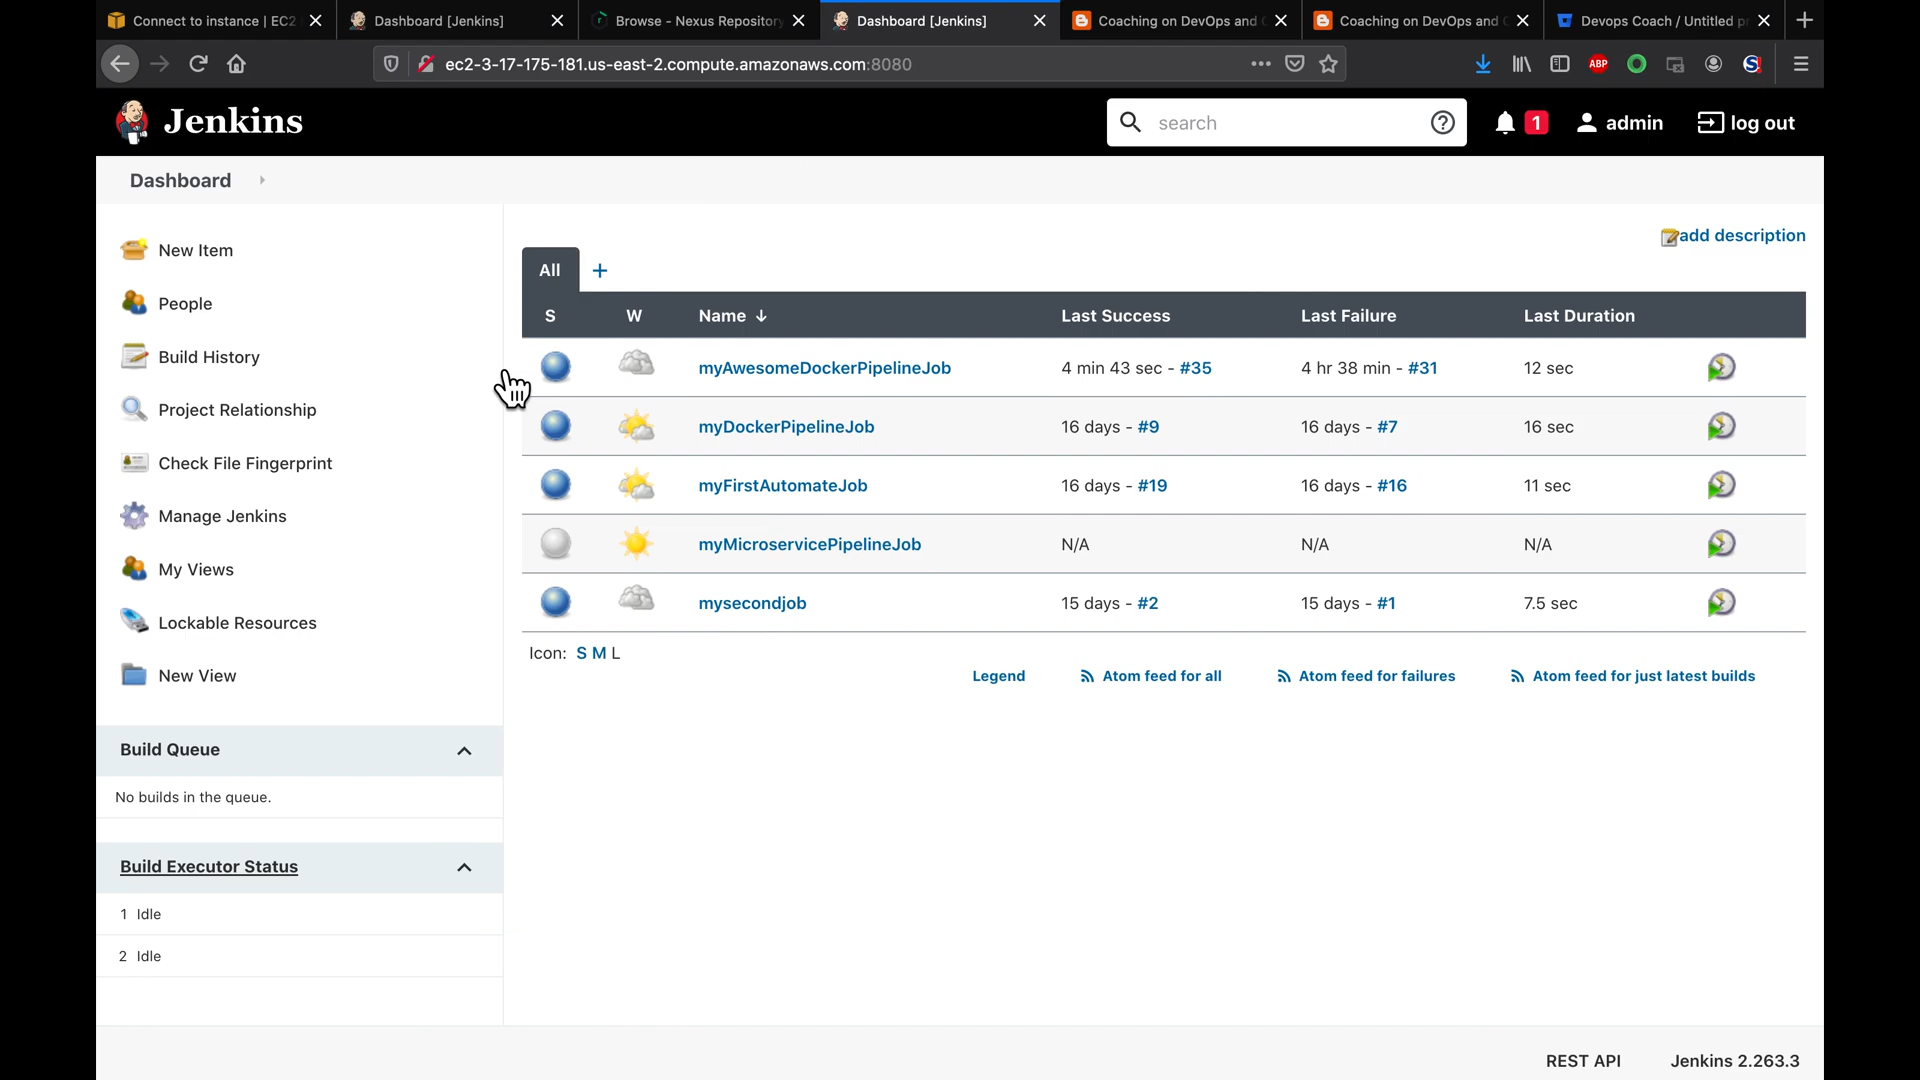 Connect to instance | EC2
Dashboard [Jenkins]
Browse - Nexus Repository
Dashboard [Jenkins]
Coaching on DevOps and
Coaching on DevOps and
Devops Coach / Untitled
ec2-3-17-175-181.us-east-2.compute.amazonaws.com:8080
ABP
Jenkins
search
1
admin
log out
Dashboard
New Item
People
Build History
Project Relationship
Check File Fingerprint
Manage Jenkins
My Views
Lockable Resources
New View
Build Queue
No builds in the queue.
Build Executor Status
1 Idle
2 Idle
add description
All +
S W Name ↓ Last Success Last Failure Last Duration
myAwesomeDockerPipelineJob 4 min 43 sec - #35 4 hr 38 min - #31 12 sec
myDockerPipelineJob 16 days - #9 16 days - #7 16 sec
myFirstAutomateJob 16 days - #19 16 days - #16 11 sec
myMicroservicePipelineJob N/A N/A N/A
mysecondjob 15 days - #2 15 days - #1 7.5 sec
Icon: S M L
Legend Atom feed for all Atom feed for failures Atom feed for just latest builds
REST API Jenkins 2.263.3